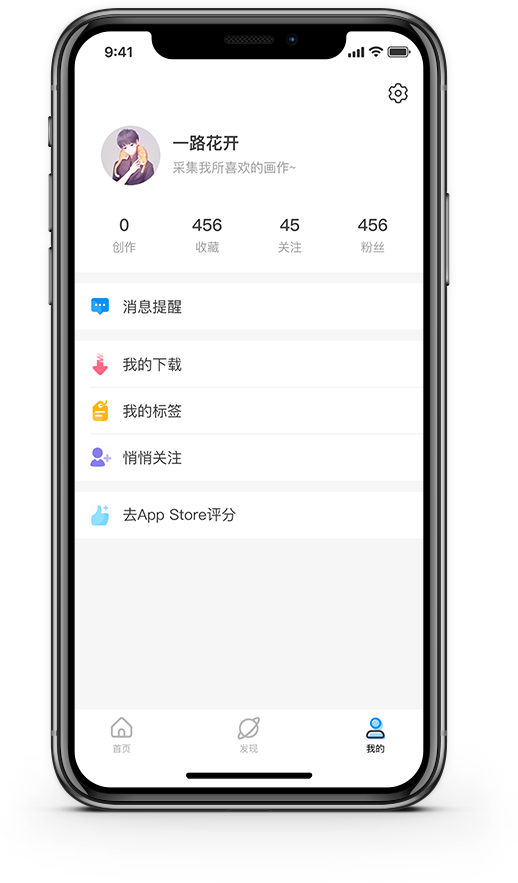 9:41
一路花开
采集我所喜欢的画作~
0 456 45 456
创作 收藏 关注 粉丝
消息提醒
我的下载
我的标签
悄悄关注
去App Store评分
首页 发现 我的